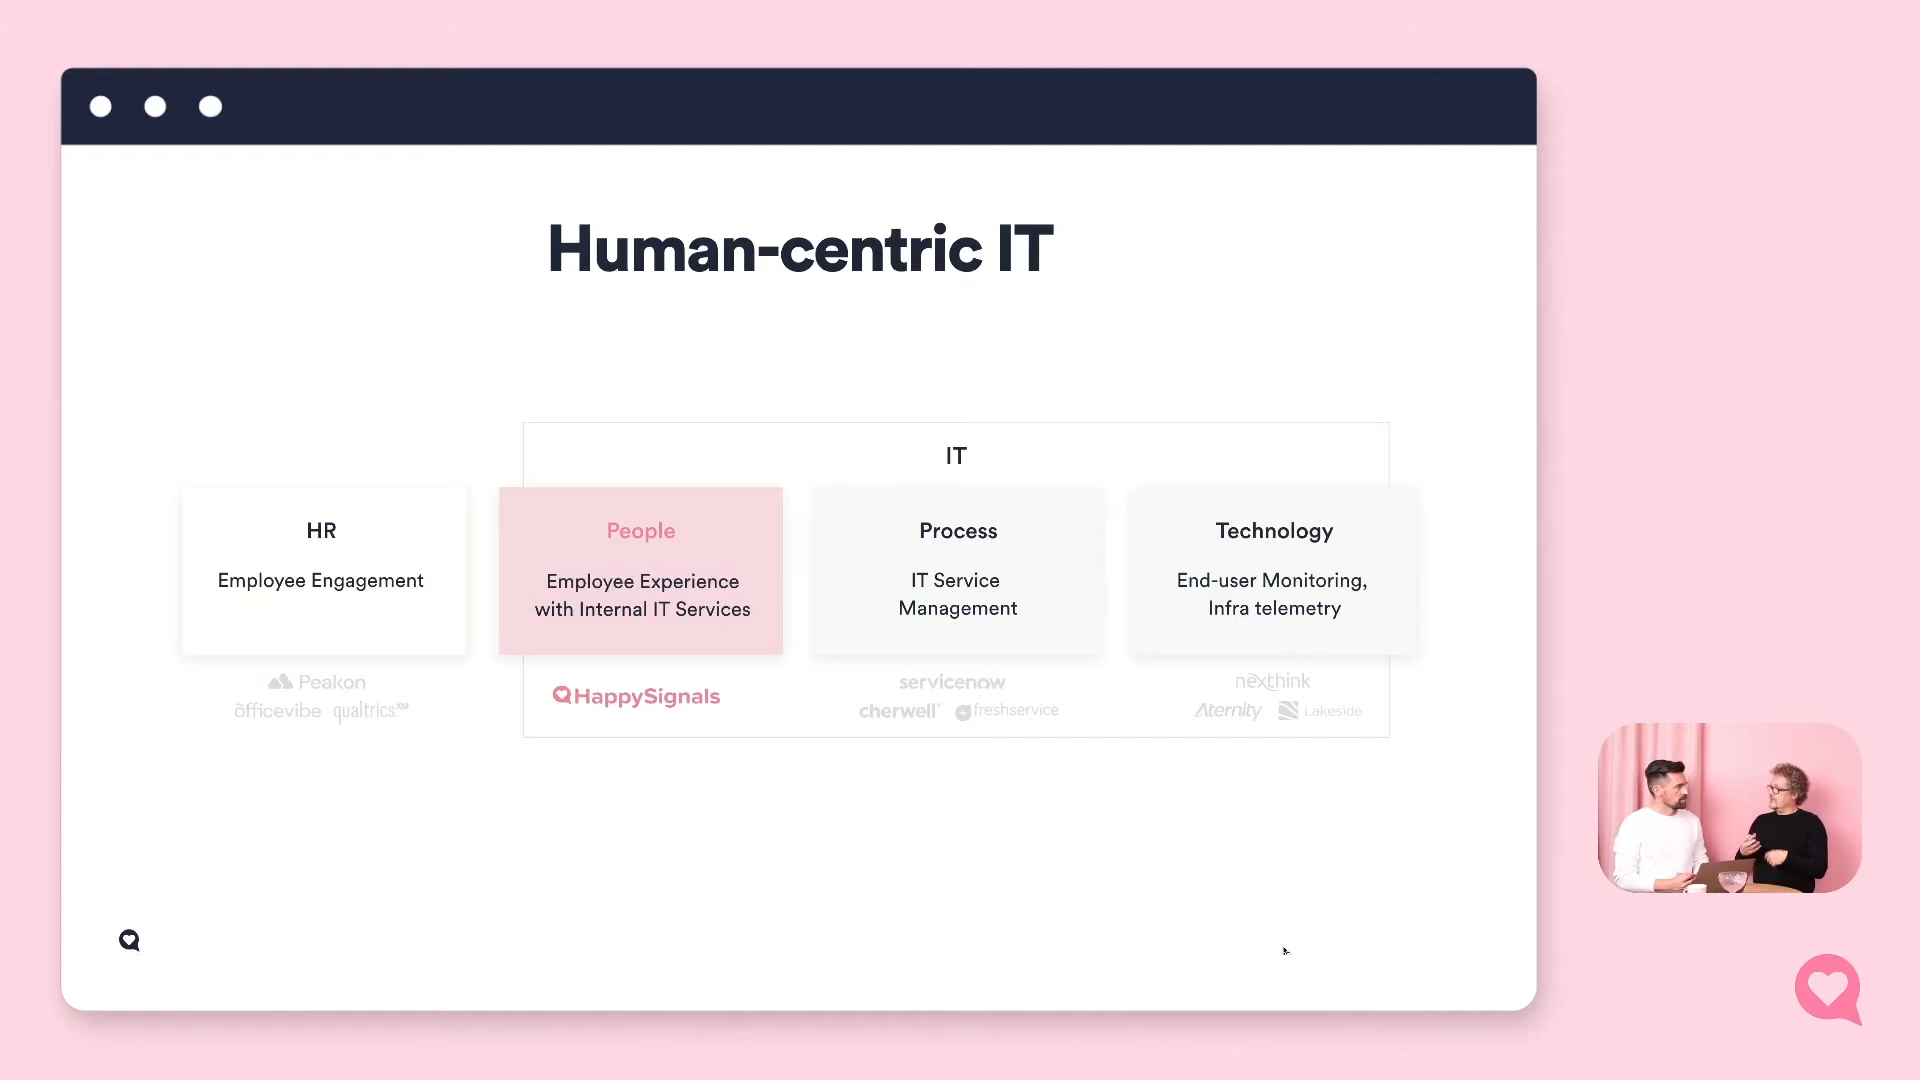 Human-centric IT
IT
HR
Employee Engagement
Peakon
officevibe qualtrics.XM
People
Employee Experience
with Internal IT Services
HappySignals
Process
IT Service
Management
servicenow
cherwell freshservice
Technology
End-user Monitoring,
Infra telemetry
nexthink
Aternity Lakeside